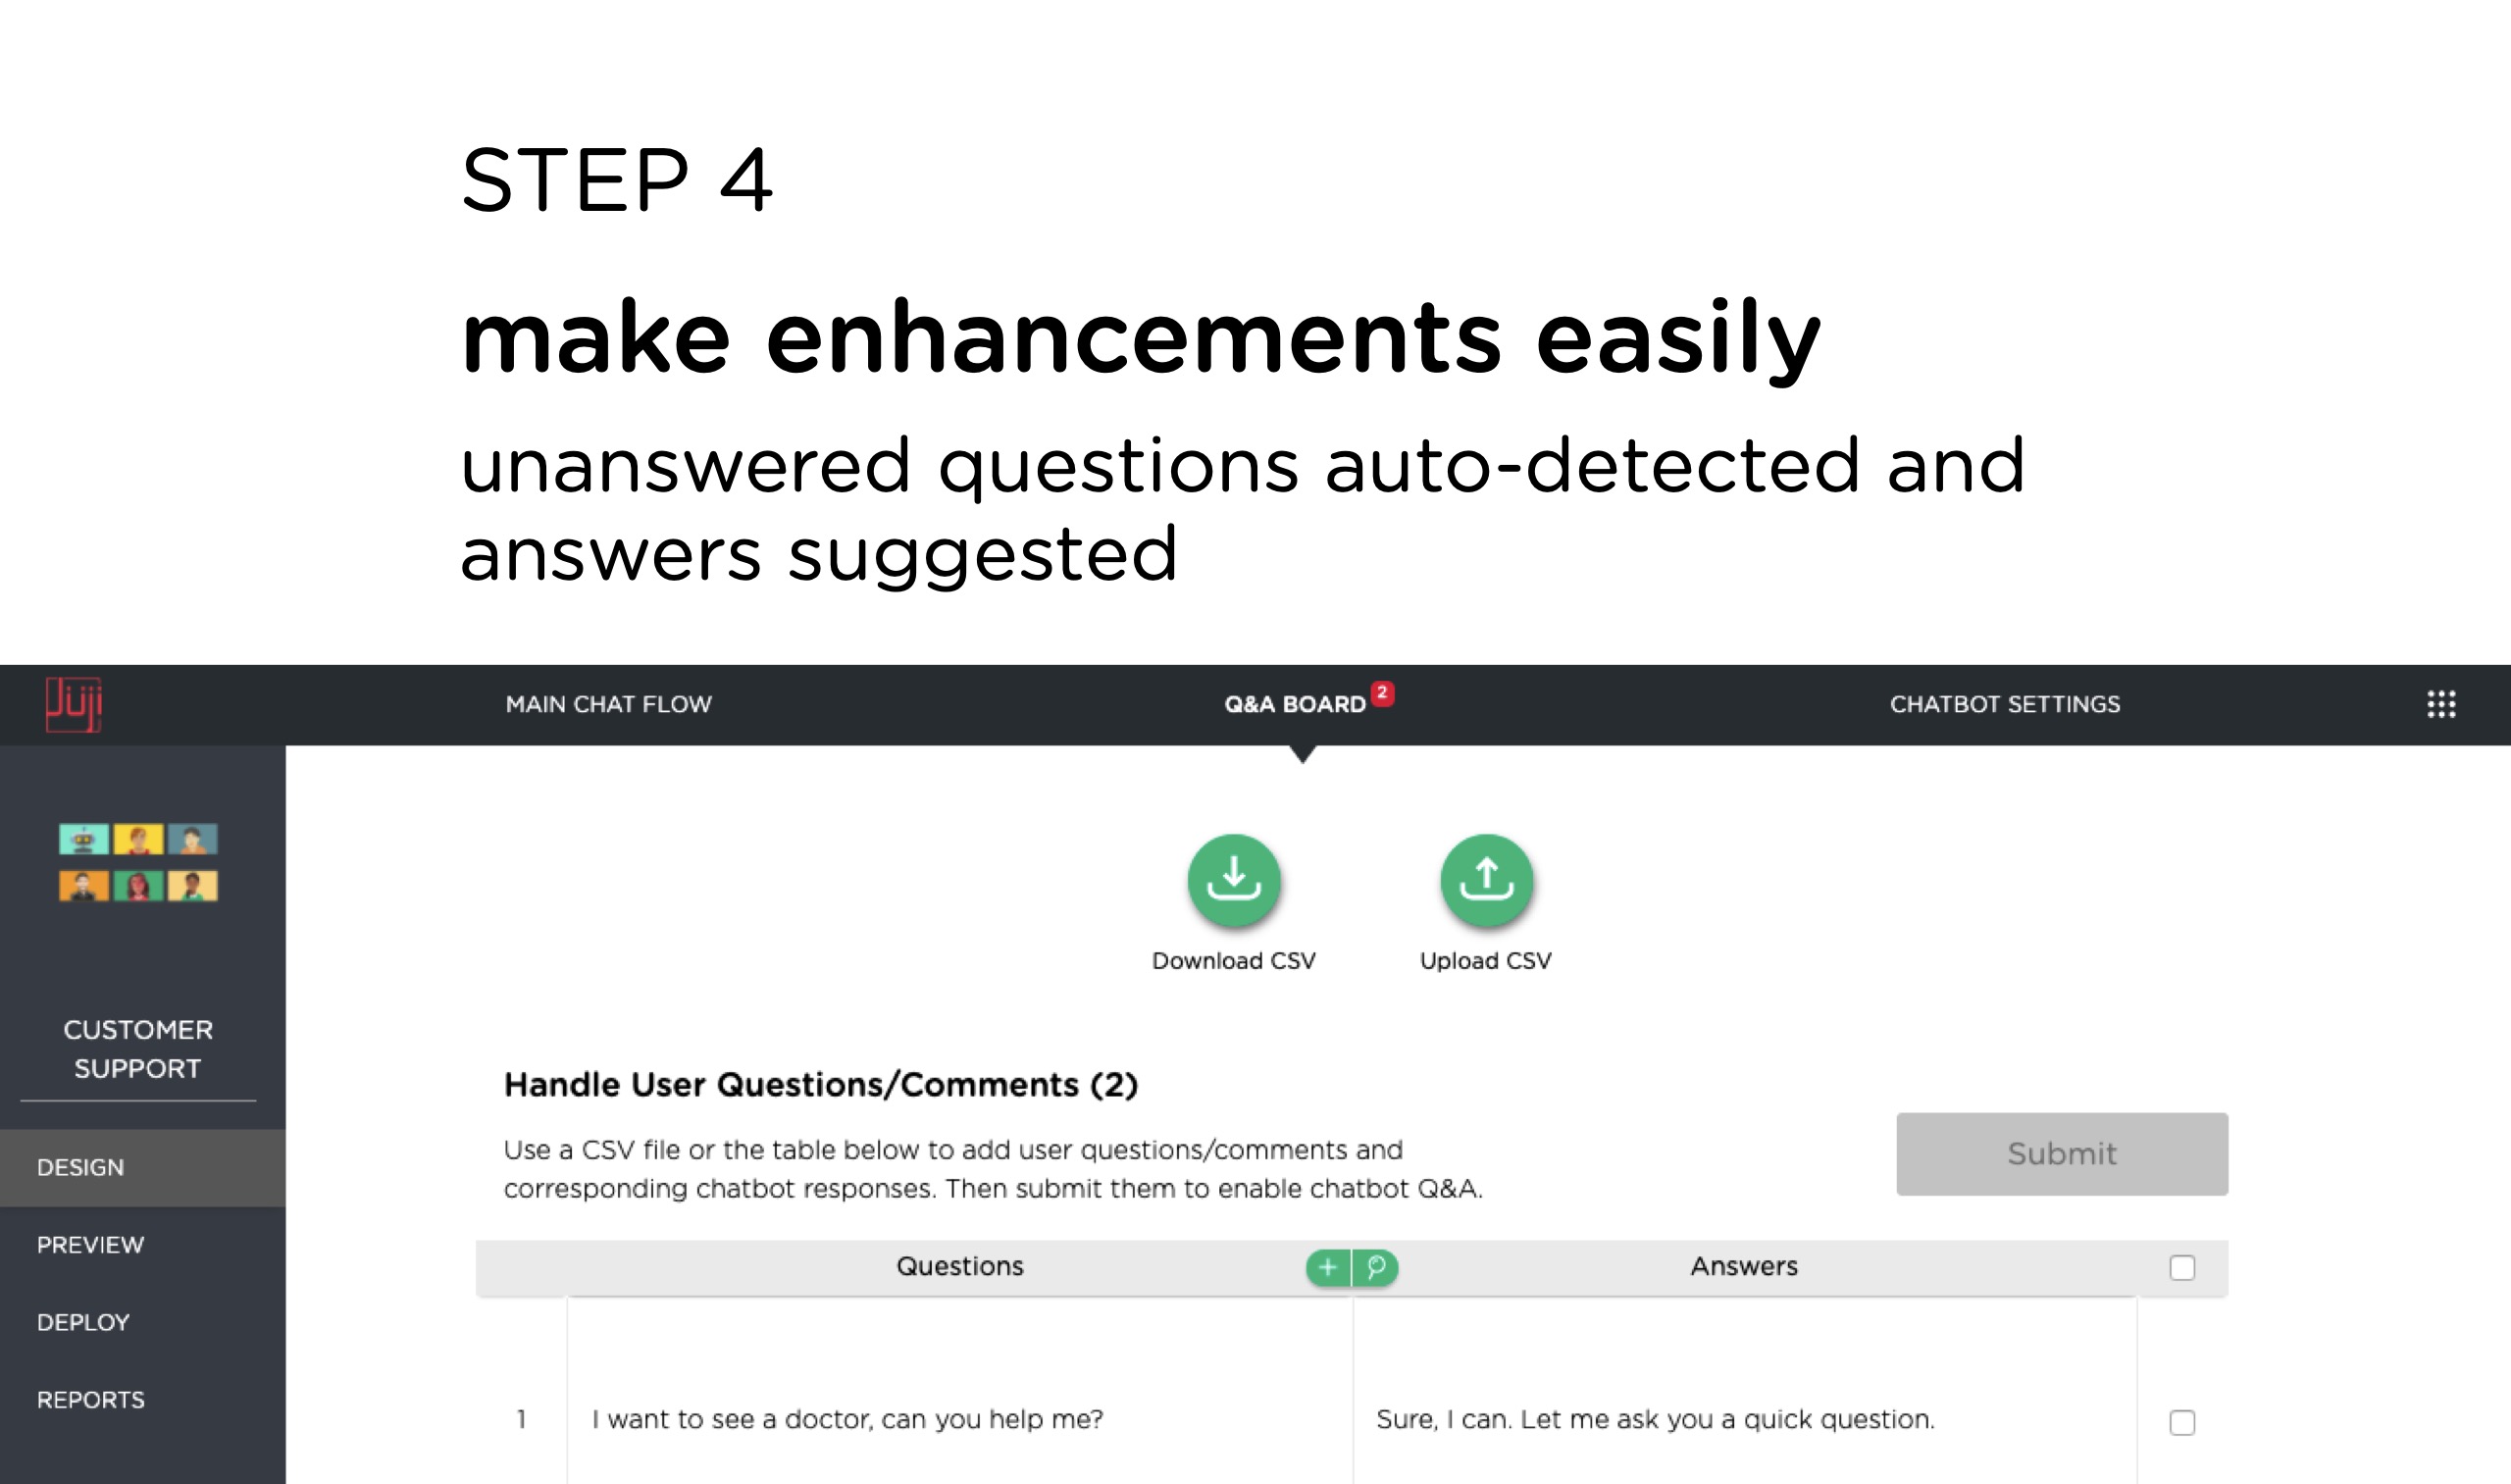 STEP 4
make enhancements easily
unanswered questions auto-detected and
answers suggested
Juji
MAIN CHAT FLOW
Q&A BOARD 2
CHATBOT SETTINGS
Download CSV
Upload CSV
CUSTOMER
SUPPORT
DESIGN
PREVIEW
DEPLOY
REPORTS
Handle User Questions/Comments (2)
Use a CSV file or the table below to add user questions/comments and
corresponding chatbot responses. Then submit them to enable chatbot Q&A.
Submit
Questions
Answers
1 I want to see a doctor, can you help me? Sure, I can. Let me ask you a quick question.